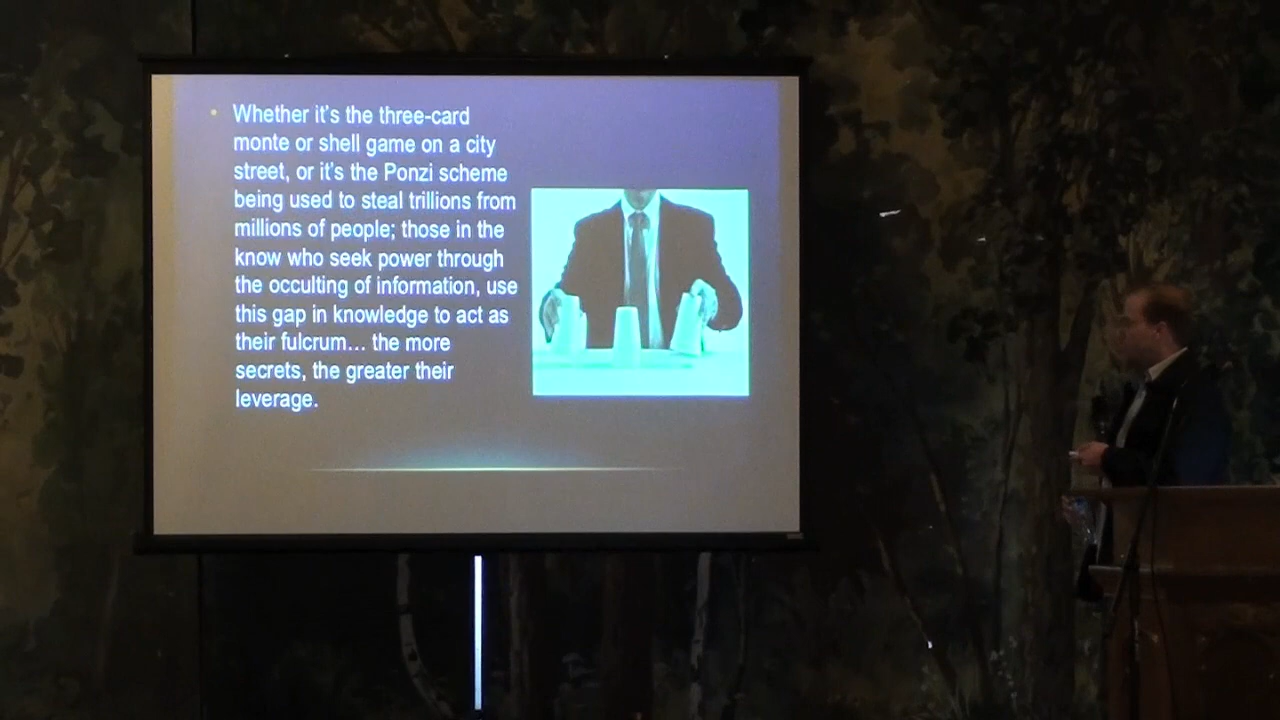 Whether it's the three-card
monte or shell game on a city
street, or it's the Ponzi scheme
being used to steal trillions from
millions of people; those in the
know who seek power through
the occulting of information, use
this gap in knowledge to act as
their fulcrum... the more
secrets, the greater their
leverage.